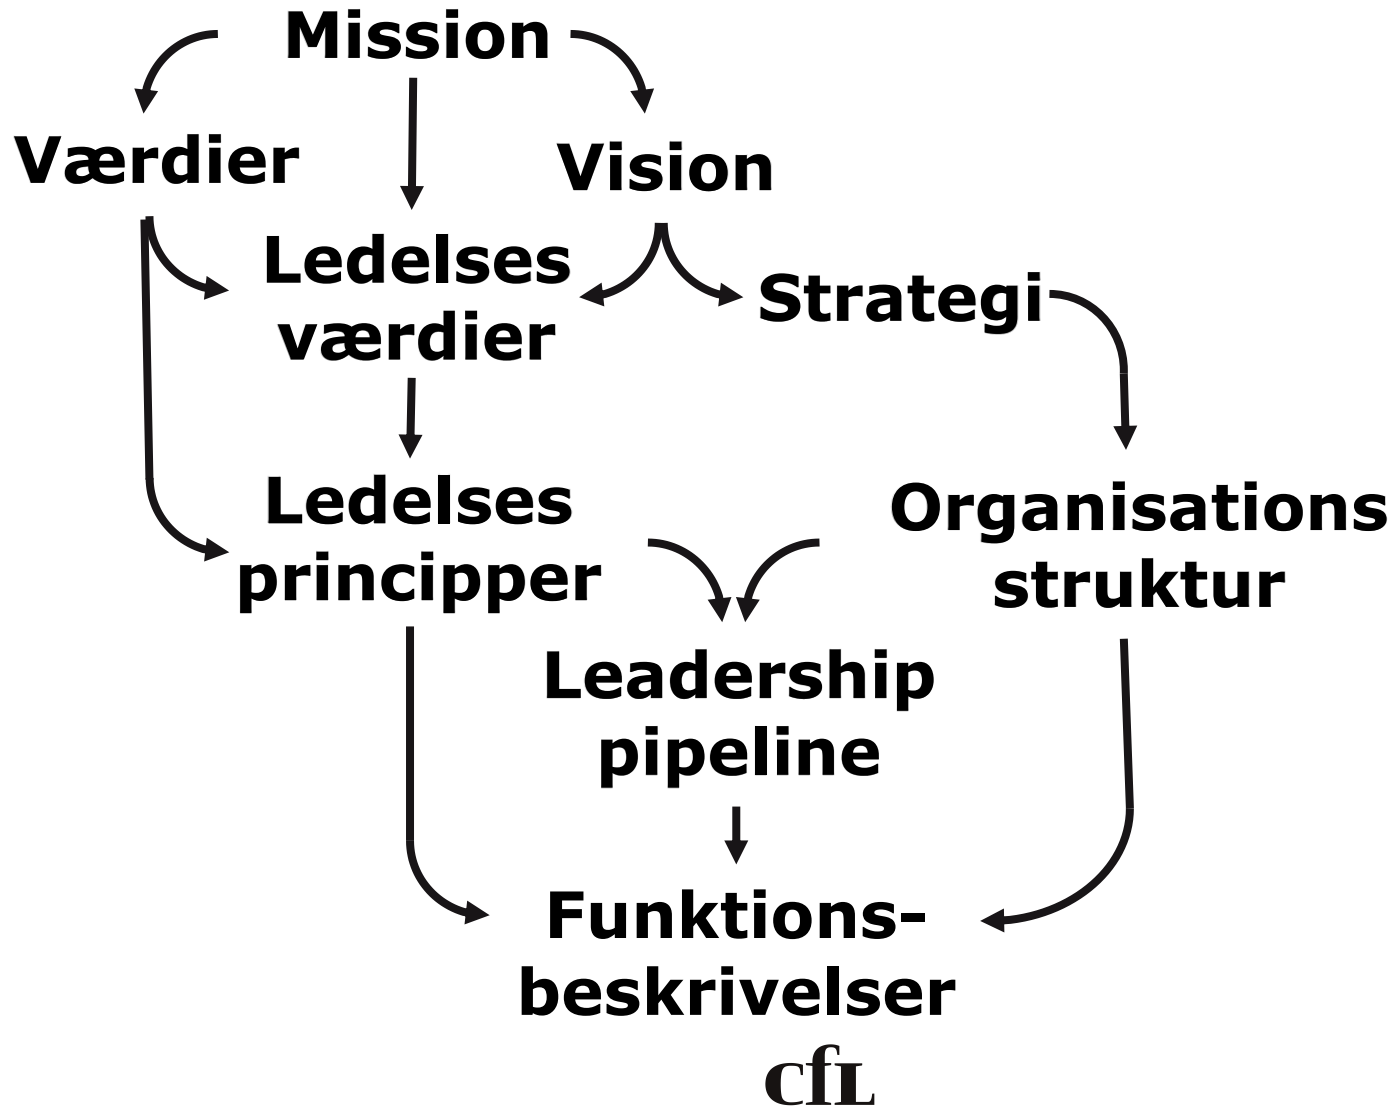 Mission
Værdier
Vision
Ledelses
værdier
Strategi
Ledelses
principper
Organisations
struktur
Leadership
pipeline
Funktions-
beskrivelser
cfL